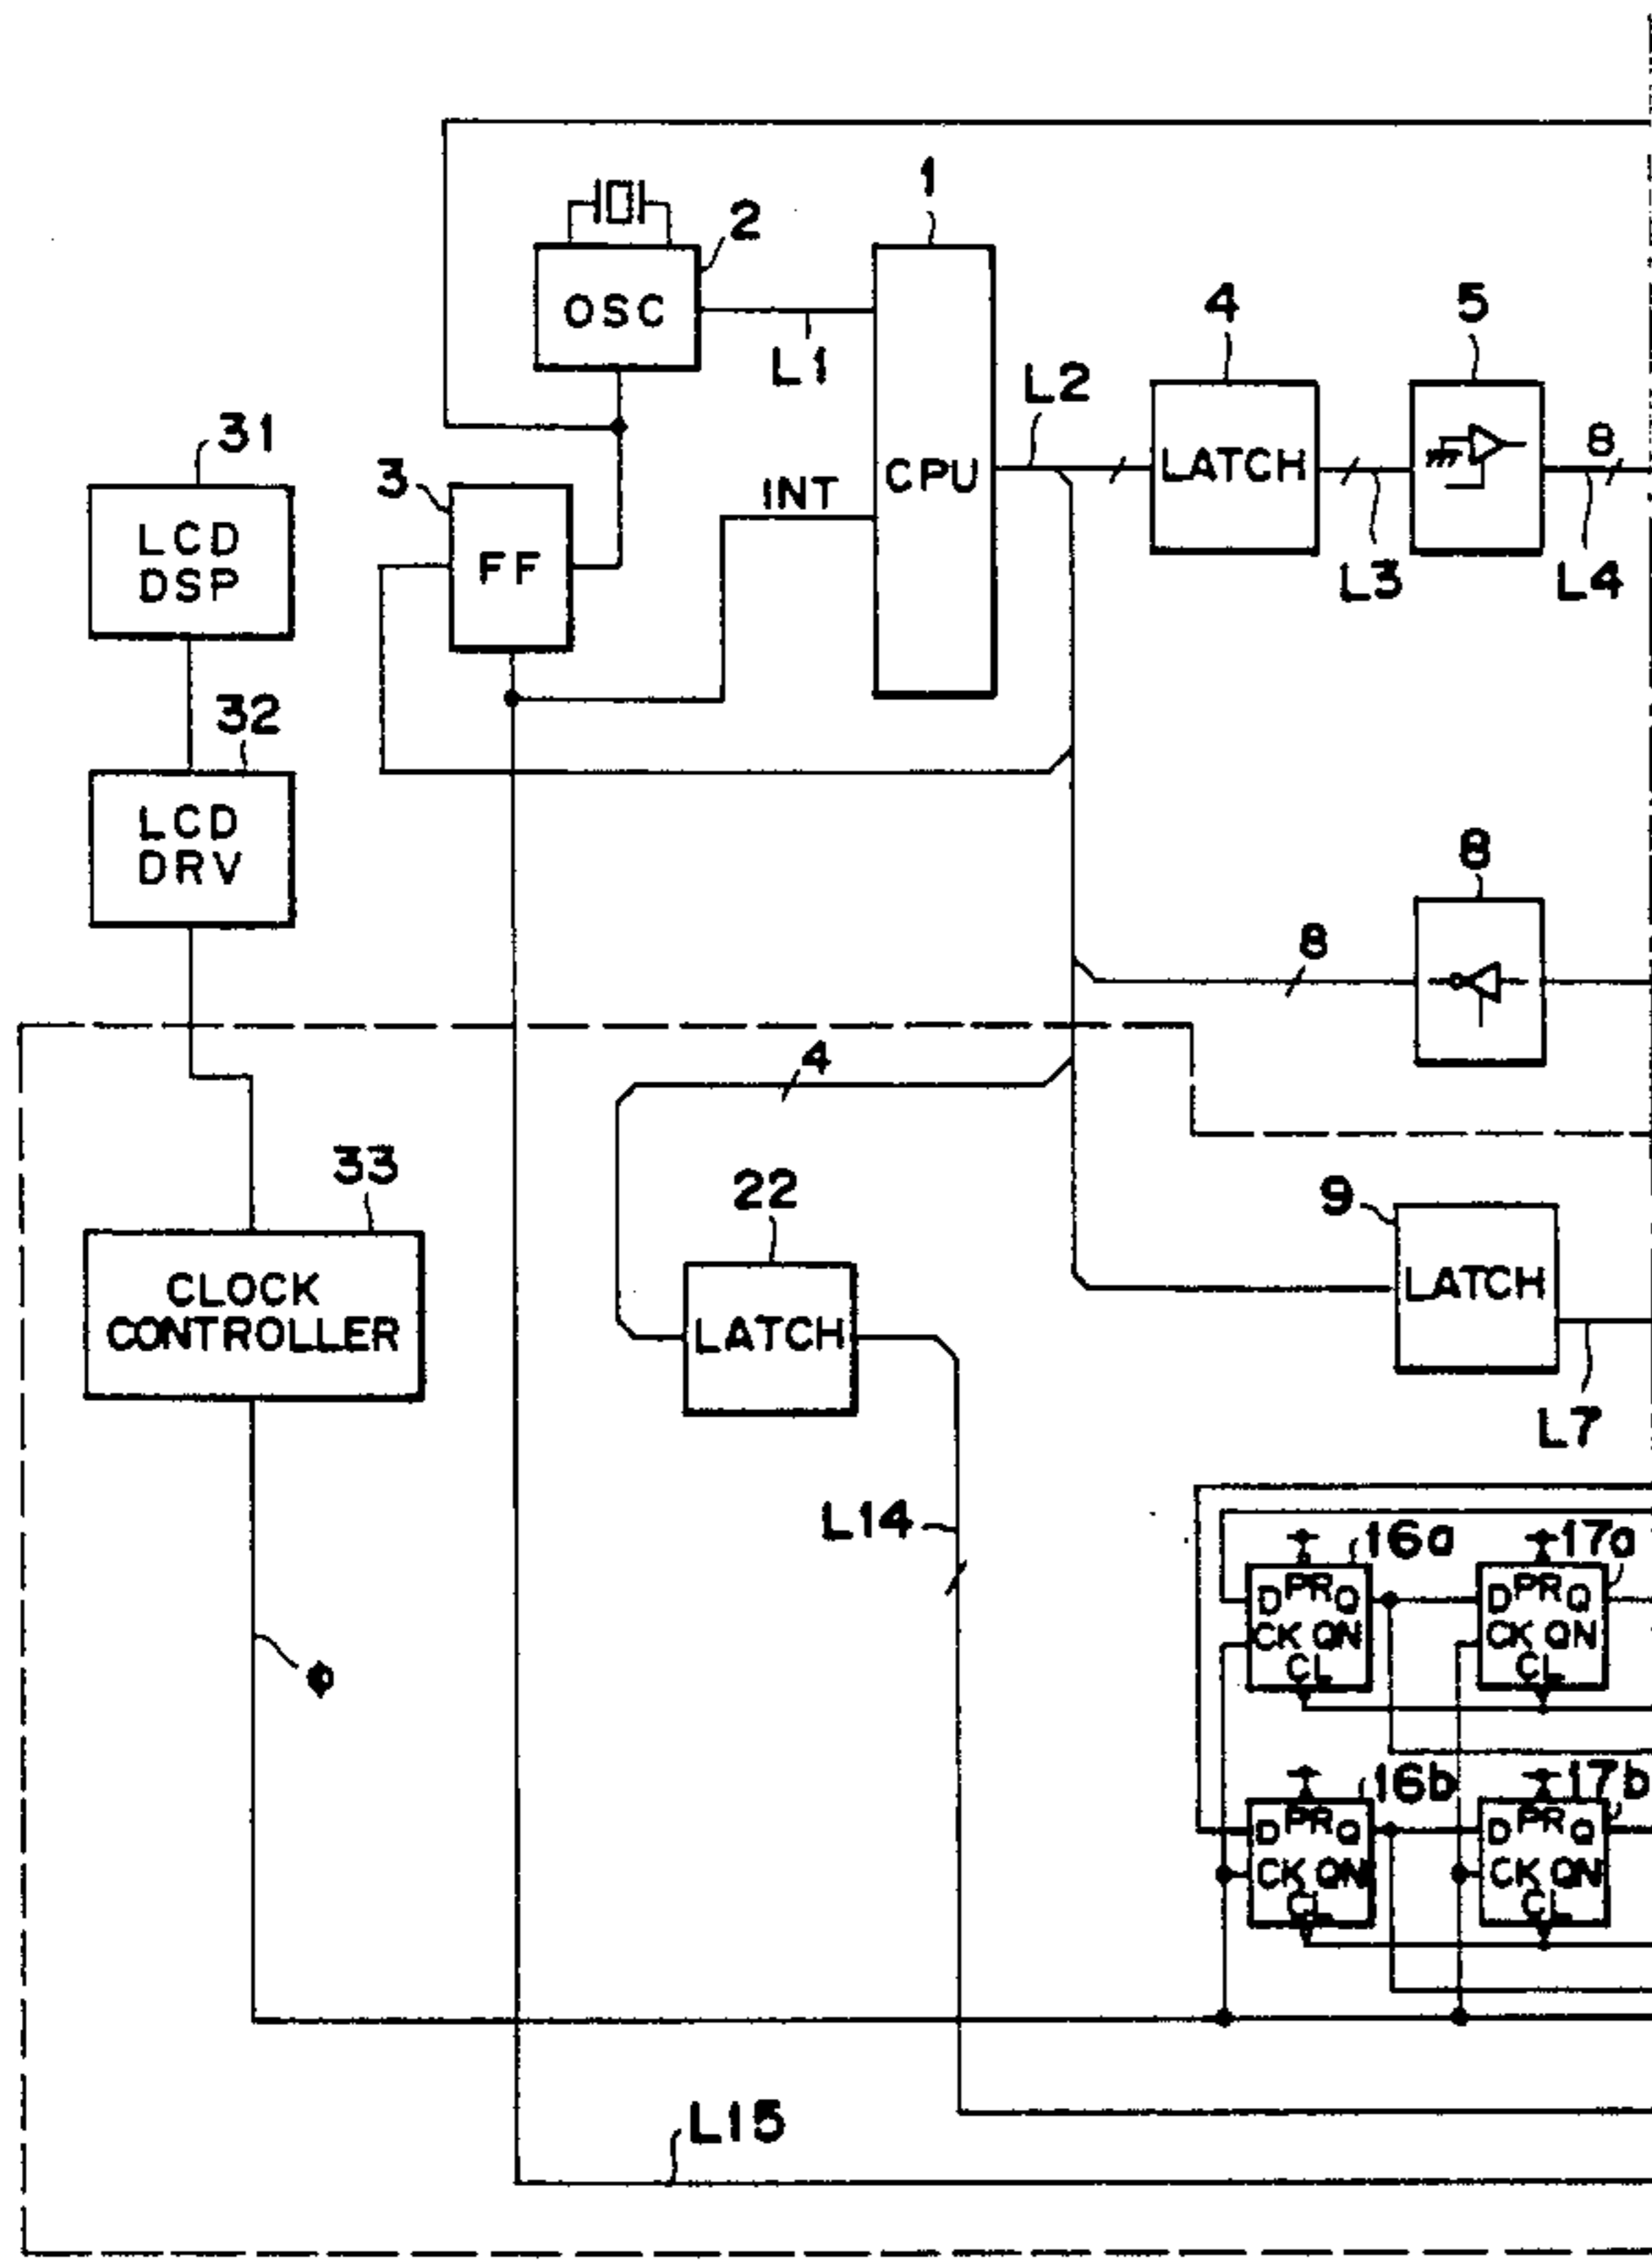 1
2
OSC
L1
4
5
L2
31
3
INT
CPU
LATCH
8
LCD
DSP
FF
L3
L4
32
LCD
DRV
8
8
4
33
22
9
CLOCK
CONTROLLER
LATCH
LATCH
L7
L14
16a
17a
D PR Q
CK QN
CL
D PR Q
CK QN
CL
φ
16b
17b
D PR Q
CK QN
CL
D PR Q
CK QN
CL
L15